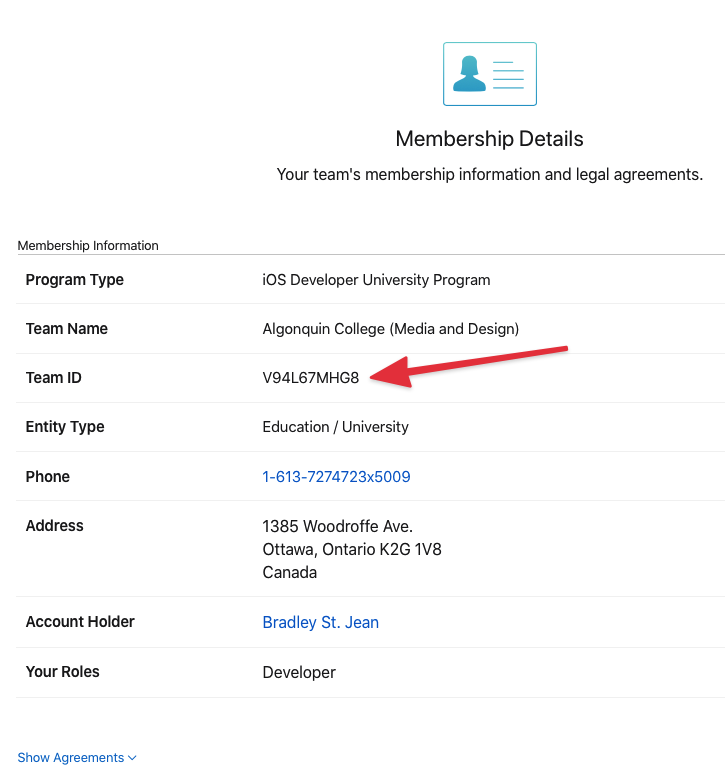 Membership Details
Your team's membership information and legal agreements.
Membership Information
Program Type iOS Developer University Program
Team Name Algonquin College (Media and Design)
Team ID V94L67MHG8
Entity Type Education / University
Phone 1-613-7274723x5009
Address 1385 Woodroffe Ave.
Ottawa, Ontario K2G 1V8
Canada
Account Holder Bradley St. Jean
Your Roles Developer
Show Agreements